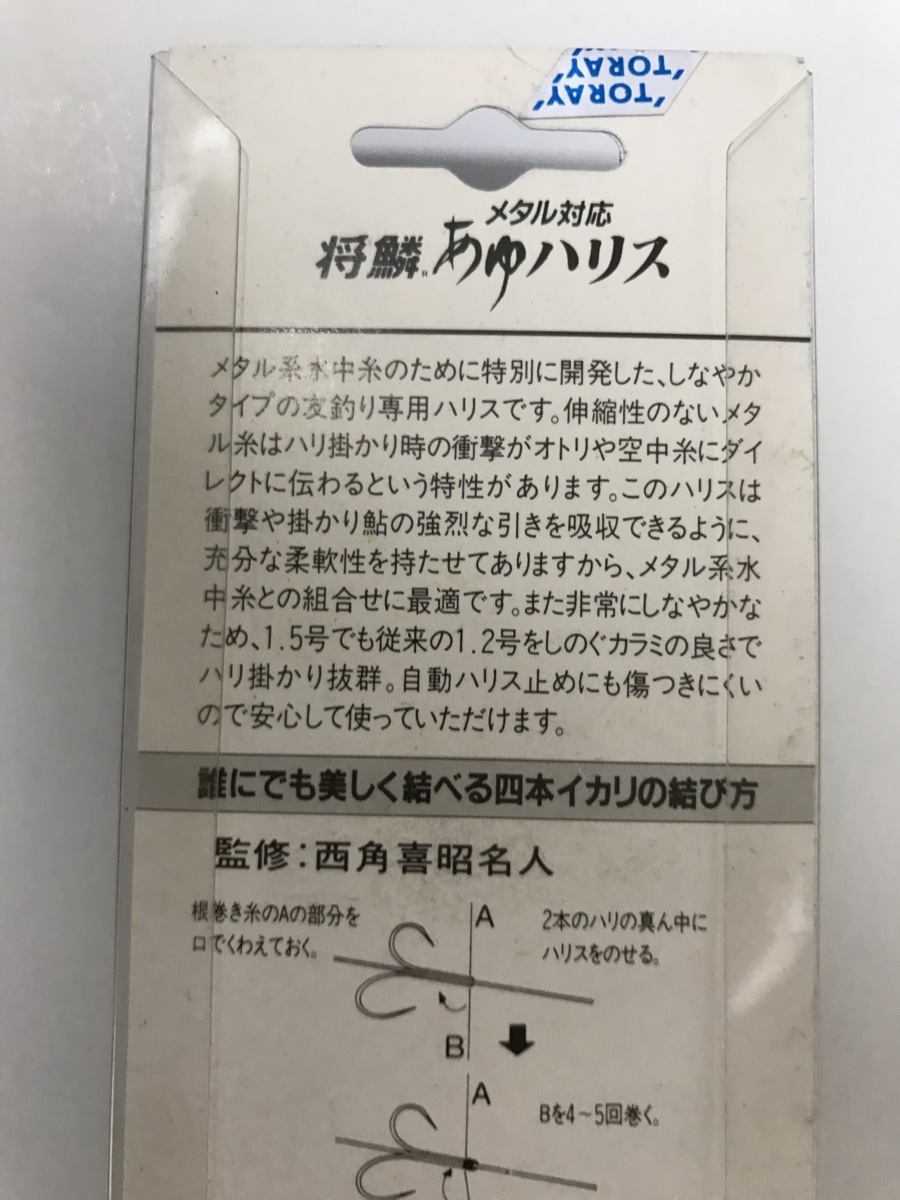 'TORAY'
'TORAY'
メタル対応
将鱗 あゆハリス
メタル系水中糸のために特別に開発した、しなやか
タイプの友釣り専用ハリスです。伸縮性のないメタ
ル糸はハリ掛かり時の衝撃がオトリや空中糸にダイ
レクトに伝わるという特性があります。このハリスは
衝撃や掛かり鮎の強烈な引きを吸収できるように、
充分な柔軟性を持たせてありますから、メタル系水
中糸との組合せに最適です。また非常にしなやかな
ため、1.5号でも従来の1.2号をしのぐカラミの良さで
ハリ掛かり抜群。自動ハリス止めにも傷つきにくい
ので安心して使っていただけます。
誰にでも美しく結べる四本イカリの結び方
監修:西角喜昭名人
根巻き糸のAの部分を
口でくわえておく。
A
2本のハリの真ん中に
ハリスをのせる。
B
A
Bを4〜5回巻く。